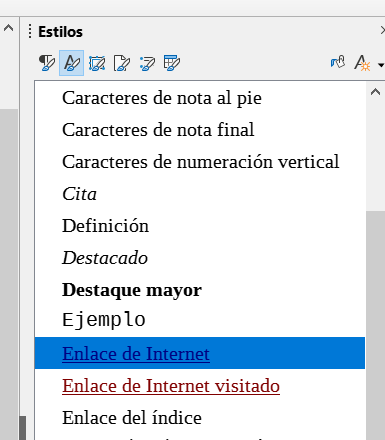 Estilos
Caracteres de nota al pie
Caracteres de nota final
Caracteres de numeración vertical
Cita
Definición
Destacado
Destaque mayor
Ejemplo
Enlace de Internet
Enlace de Internet visitado
Enlace del índice